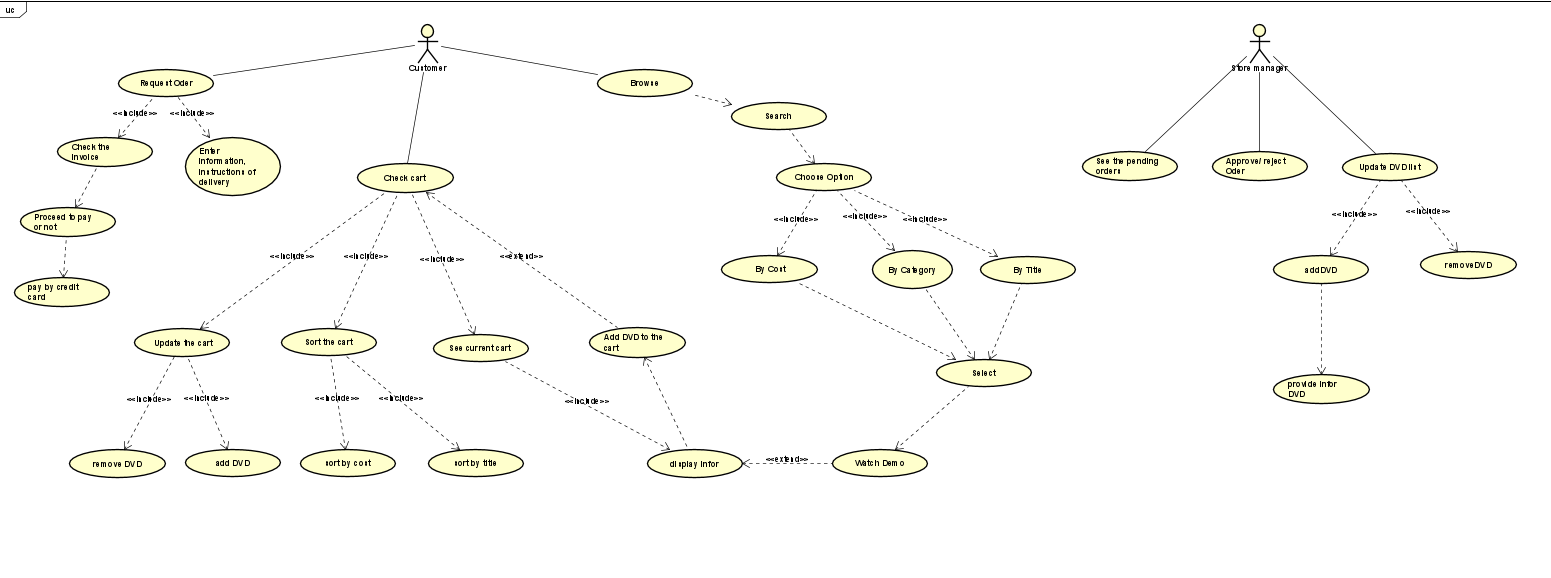 uc
Customer
Store manager
Request Oder
Browse
Search
<<include>>
<<include>>
Check the
invoice
Enter
information,
instructions of
delivery
Check cart
Choose Option
See the pending
orders
Approve/reject
Oder
Update DVD list
Proceed to pay
or not
<<include>>
<<include>>
<<include>>
<<include>>
<<include>>
pay by credit
card
<<include>>
<<include>>
<<include>>
<<extend>>
By Cost
By Category
By Title
addDVD
removeDVD
Update the cart
Sort the cart
See current cart
Add DVD to the
cart
Select
provide infor
DVD
<<include>>
<<include>>
<<include>>
<<include>>
<<include>>
remove DVD
add DVD
sort by cost
sort by title
display infor
<<extend>>
Watch Demo